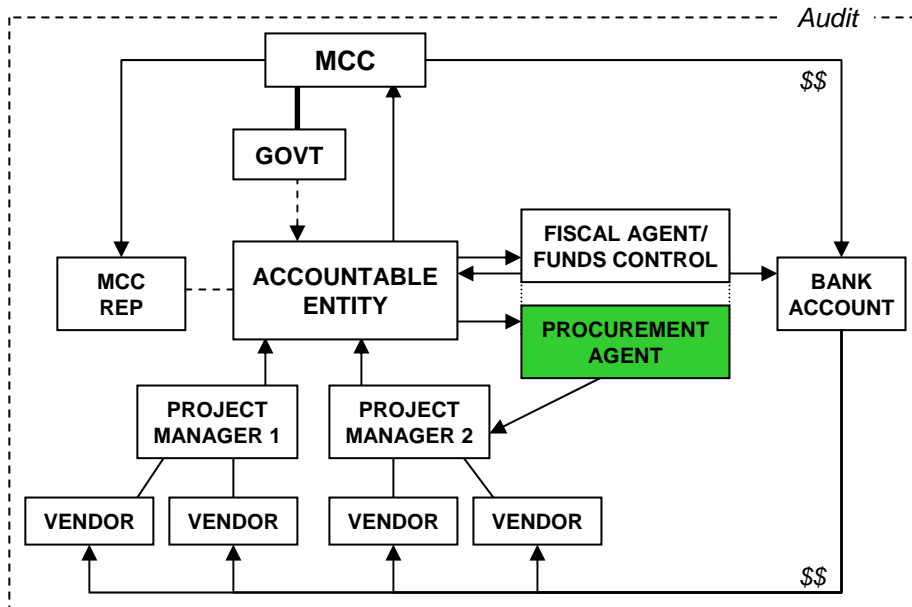 Audit
MCC
$$
GOVT
FISCAL AGENT/
FUNDS CONTROL
MCC
REP
ACCOUNTABLE
ENTITY
BANK
ACCOUNT
PROCUREMENT
AGENT
PROJECT
MANAGER 1
PROJECT
MANAGER 2
VENDOR
VENDOR
VENDOR
VENDOR
$$